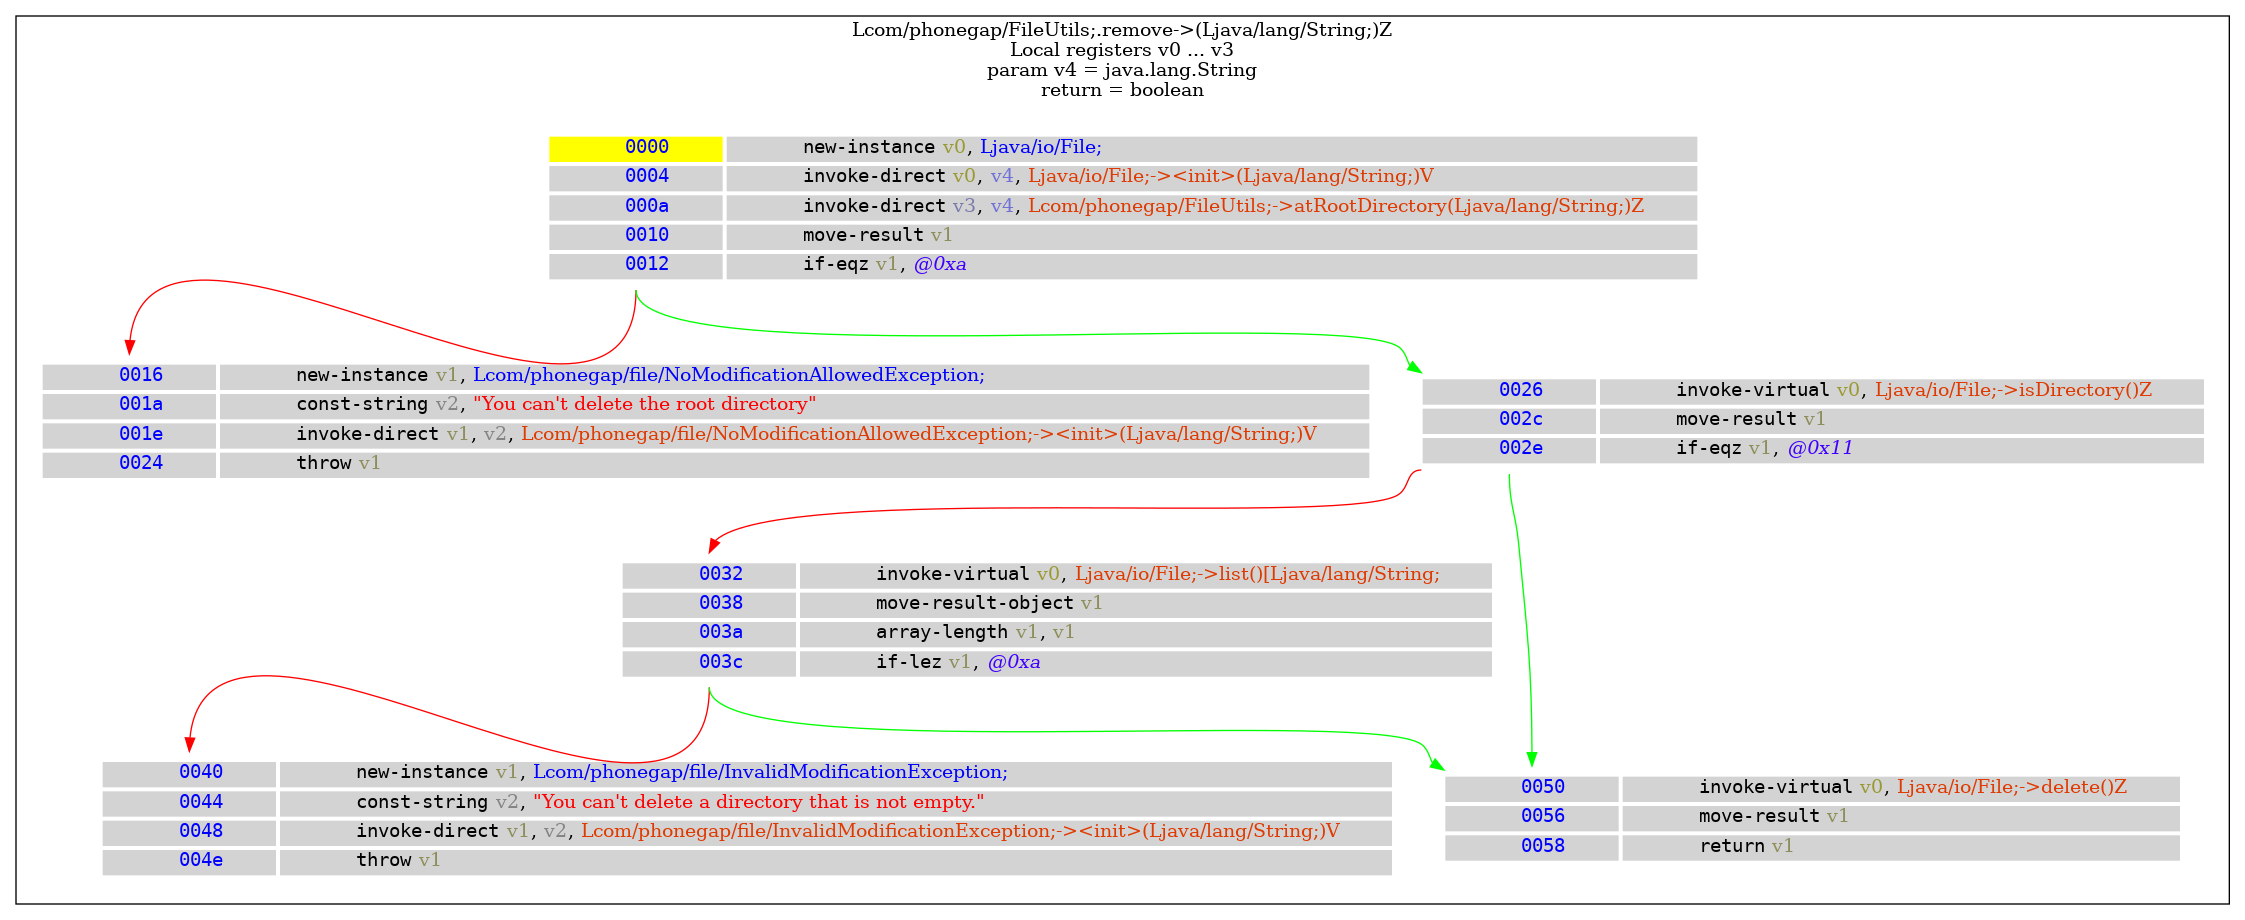 Lcom/phonegap/FileUtils;.remove->(Ljava/lang/String;)Z
Local registers v0 ... v3
param v4 = java.lang.String
return = boolean
0000 new-instance v0, Ljava/io/File;
0004 invoke-direct v0, v4, Ljava/io/File;-><init>(Ljava/lang/String;)V
000a invoke-direct v3, v4, Lcom/phonegap/FileUtils;->atRootDirectory(Ljava/lang/String;)Z
0010 move-result v1
0012 if-eqz v1, @0xa
0016 new-instance v1, Lcom/phonegap/file/NoModificationAllowedException;
001a const-string v2, "You can't delete the root directory"
001e invoke-direct v1, v2, Lcom/phonegap/file/NoModificationAllowedException;-><init>(Ljava/lang/String;)V
0024 throw v1
0026 invoke-virtual v0, Ljava/io/File;->isDirectory()Z
002c move-result v1
002e if-eqz v1, @0x11
0032 invoke-virtual v0, Ljava/io/File;->list()[Ljava/lang/String;
0038 move-result-object v1
003a array-length v1, v1
003c if-lez v1, @0xa
0040 new-instance v1, Lcom/phonegap/file/InvalidModificationException;
0044 const-string v2, "You can't delete a directory that is not empty."
0048 invoke-direct v1, v2, Lcom/phonegap/file/InvalidModificationException;-><init>(Ljava/lang/String;)V
004e throw v1
0050 invoke-virtual v0, Ljava/io/File;->delete()Z
0056 move-result v1
0058 return v1